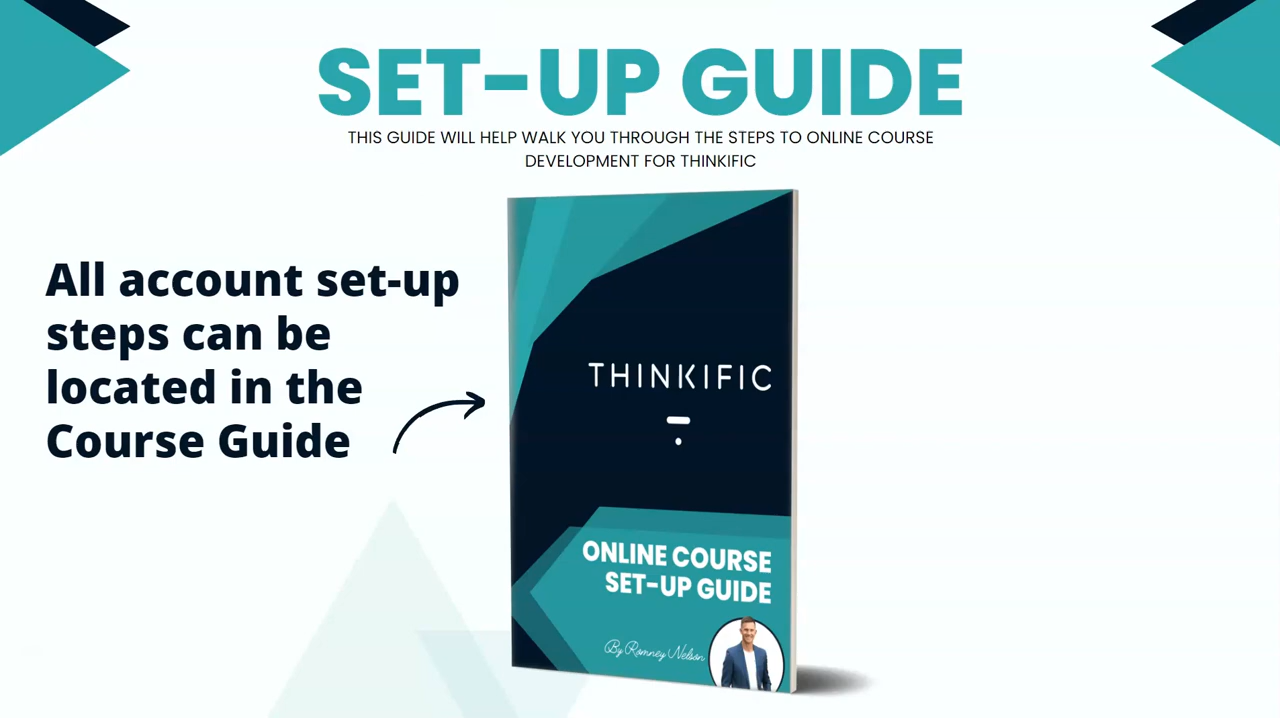 SET-UP GUIDE
THIS GUIDE WILL HELP WALK YOU THROUGH THE STEPS TO ONLINE COURSE
DEVELOPMENT FOR THINKIFIC
All account set-up
steps can be
located in the
Course Guide
THINKIFIC
ONLINE COURSE
SET-UP GUIDE
By Romney Nelson